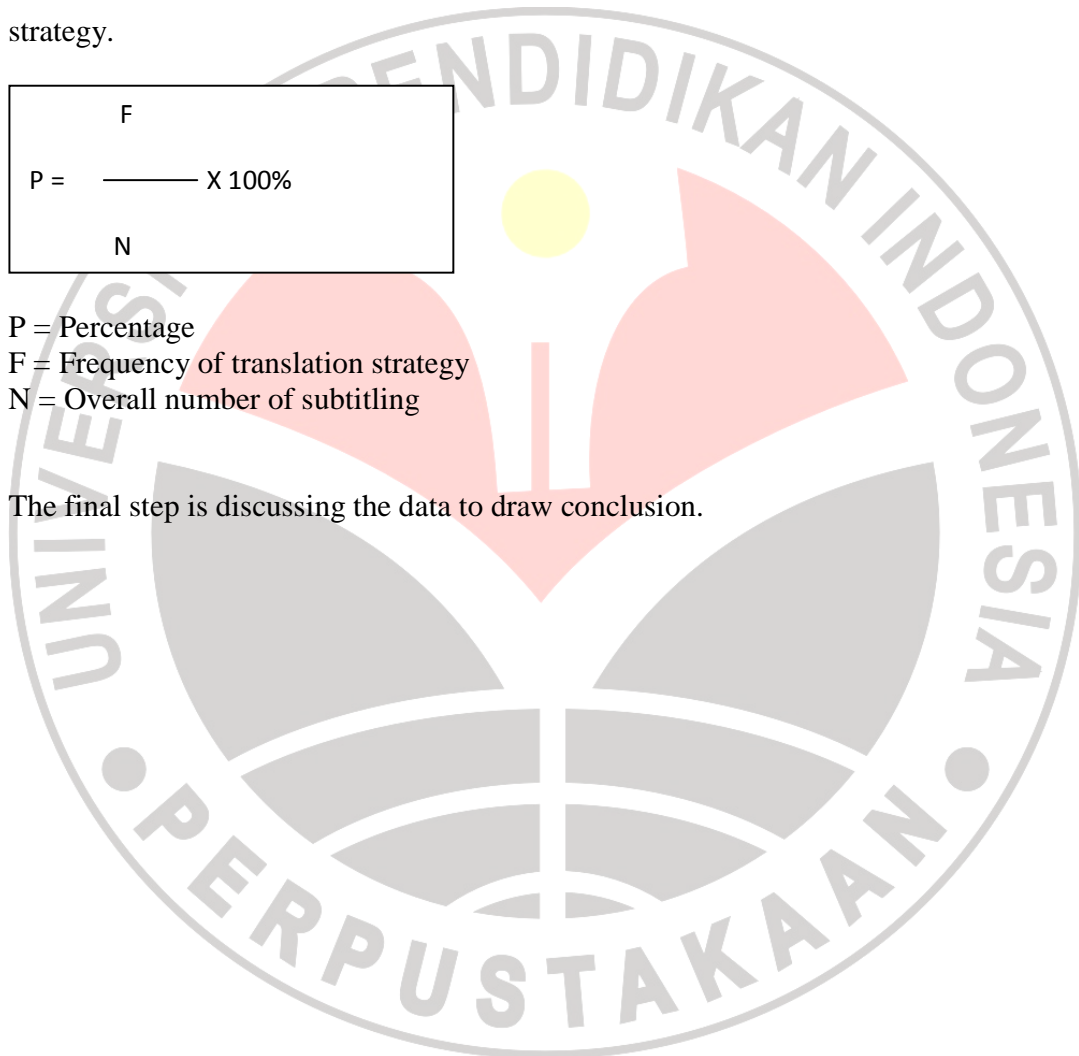 strategy.
F
P = ――― X 100%
N
P = Percentage
F = Frequency of translation strategy
N = Overall number of subtitling
The final step is discussing the data to draw conclusion.
UNIVERSITAS PENDIDIKAN INDONESIA
PERPUSTAKAAN